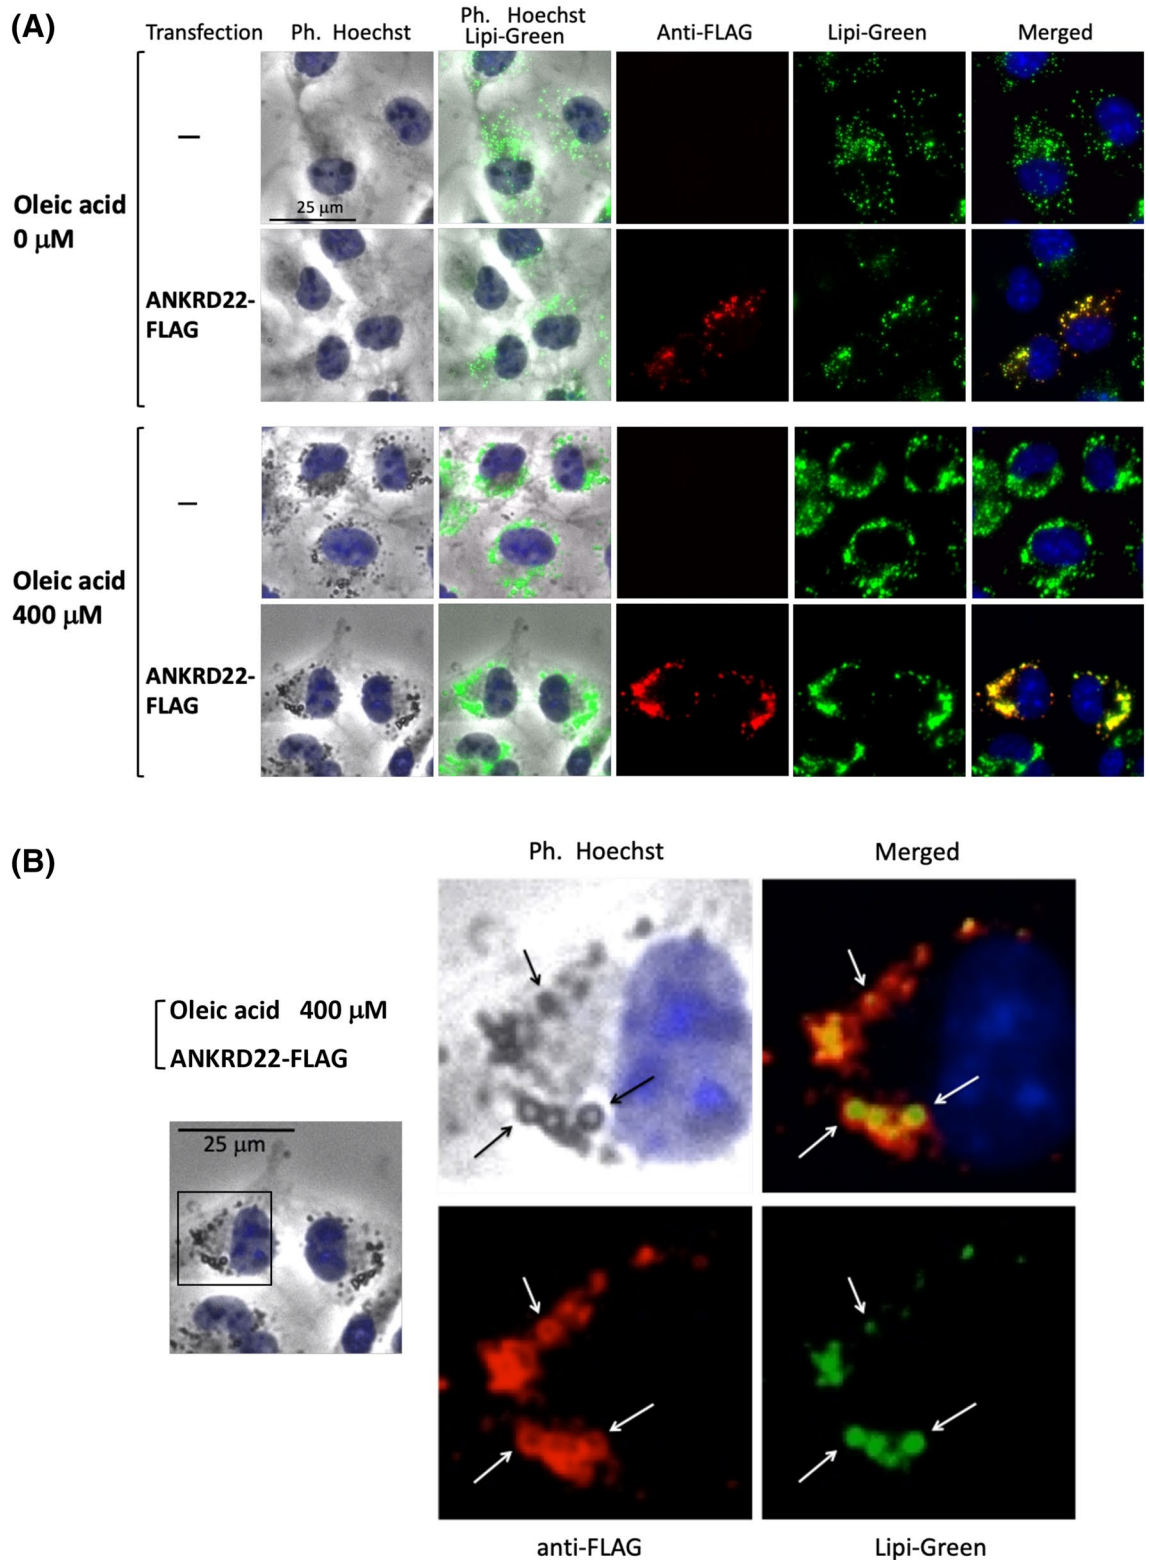 (A)
Transfection Ph. Hoechst Ph. Hoechst Anti-FLAG Lipi-Green Merged
Lipi-Green
—
Oleic acid
0 μM
25 μm
ANKRD22-
FLAG
—
Oleic acid
400 μM
ANKRD22-
FLAG
(B)
Ph. Hoechst Merged
Oleic acid 400 μM
ANKRD22-FLAG
25 μm
anti-FLAG Lipi-Green